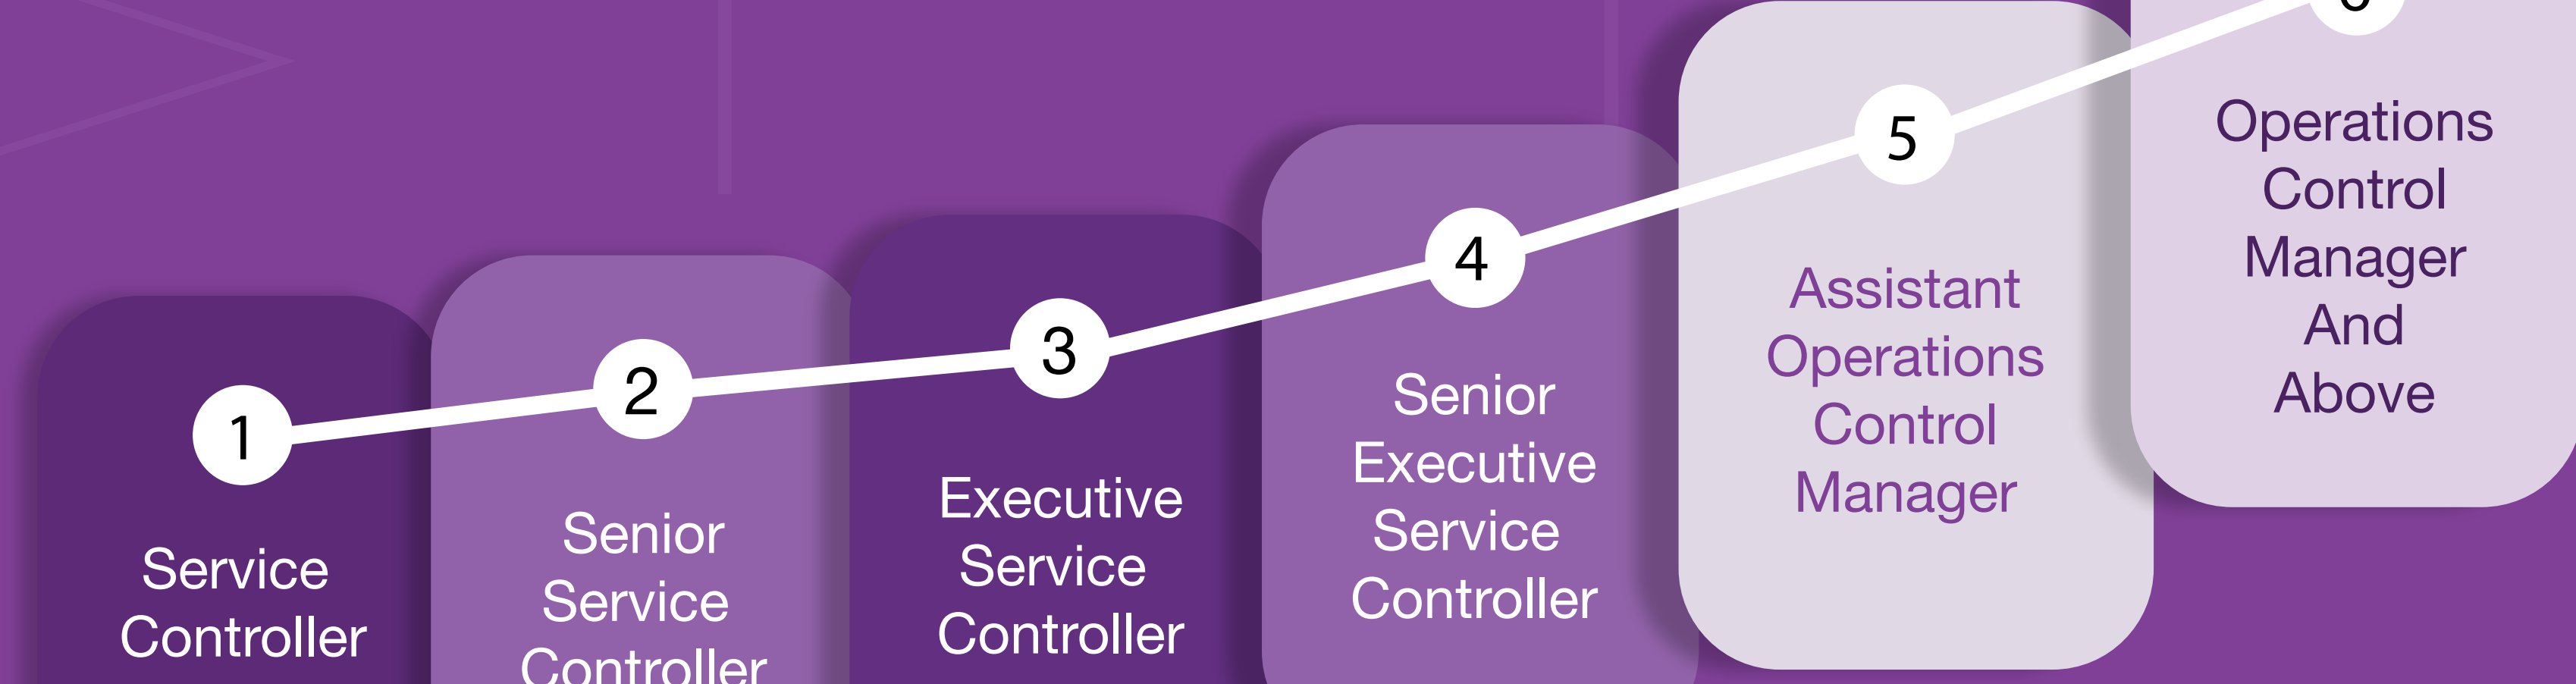 1
Service
Controller
2
Senior
Service
Controller
3
Executive
Service
Controller
4
Senior
Executive
Service
Controller
5
Assistant
Operations
Control
Manager
6
Operations
Control
Manager
And
Above